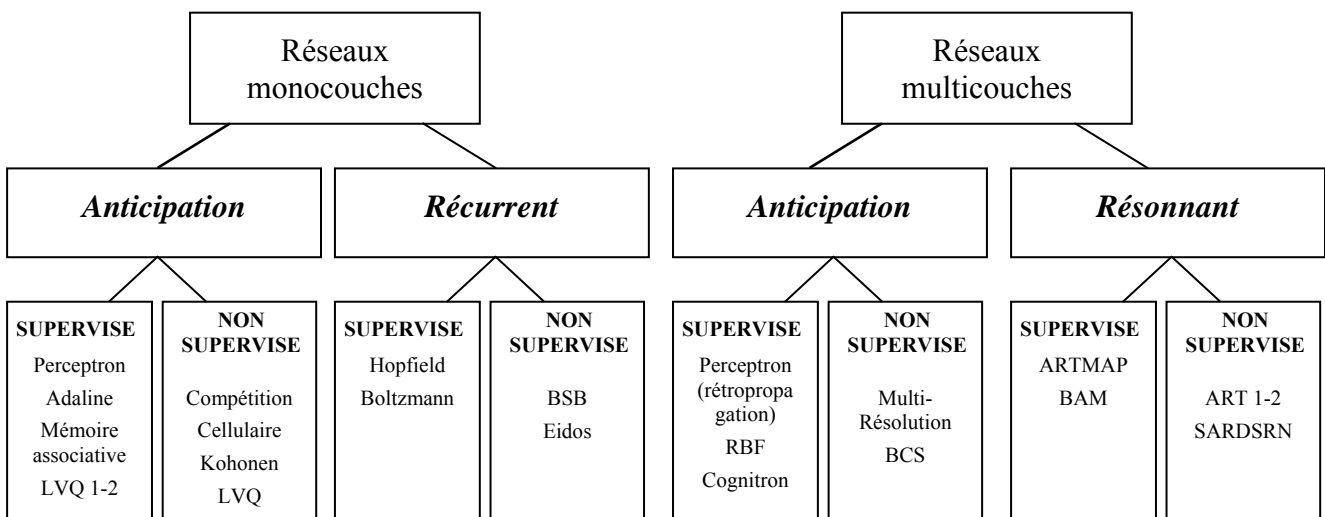 Réseaux
monocouches
Réseaux
multicouches
Anticipation
Récurrent
Anticipation
Résonnant
SUPERVISE
Perceptron
Adaline
Mémoire
associative
LVQ 1-2
NON
SUPERVISE
Compétition
Cellulaire
Kohonen
LVQ
SUPERVISE
Hopfield
Boltzmann
NON
SUPERVISE
BSB
Eidos
SUPERVISE
Perceptron
(rétropropa
gation)
RBF
Cognitron
NON
SUPERVISE
Multi-
Résolution
BCS
SUPERVISE
ARTMAP
BAM
NON
SUPERVISE
ART 1-2
SARDSRN